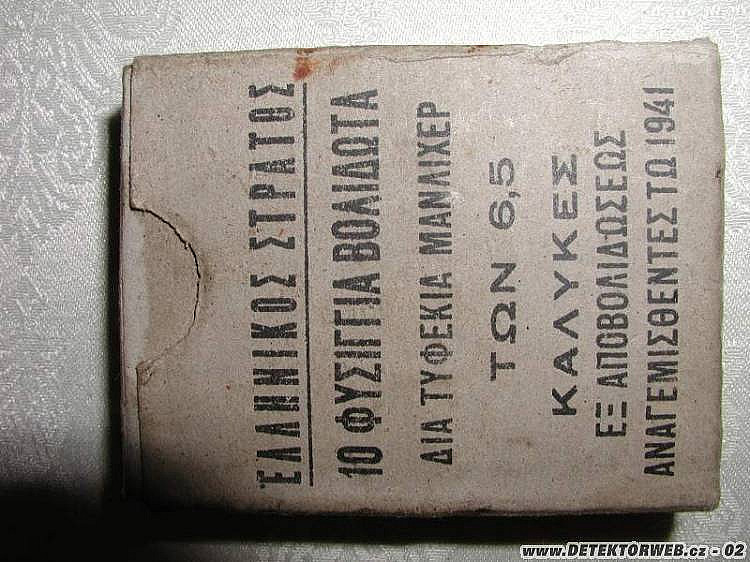 ἙΛΛΗΝΙΚΟΣ ΣΤΡΑΤΟΣ
10 ΦΥΣΙΓΓΙΑ ΒΟΛΙΔΩΤΑ
ΔΙΑ ΤΥΦΕΚΙΑ ΜΑΝΛΙΧΕΡ
ΤΩΝ 6,5
ΚΑΛΥΚΕΣ
ΕΞ ΑΠΟΒΟΛΙΔΩΣΕΩΣ
ΑΝΑΓΕΜΙΣΘΕΝΤΕΣ ΤΩ 1941
www.DETEKTORWEB.cz - 02